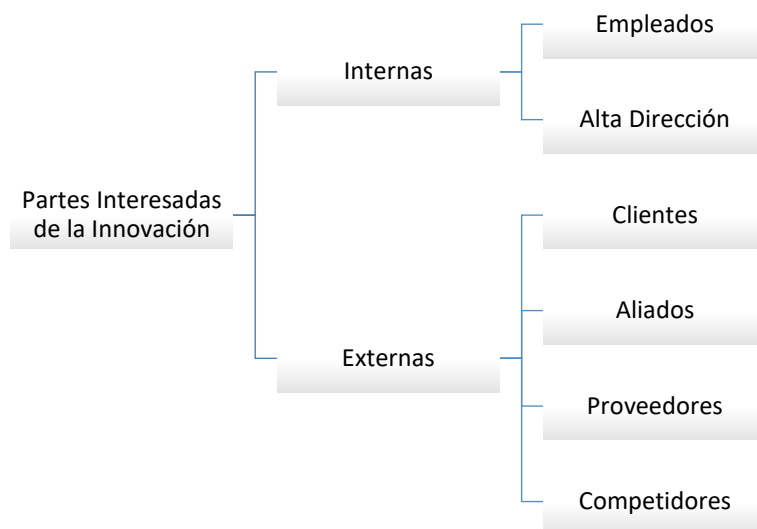 Partes Interesadas
de la Innovación
Internas
Empleados
Alta Dirección
Externas
Clientes
Aliados
Proveedores
Competidores